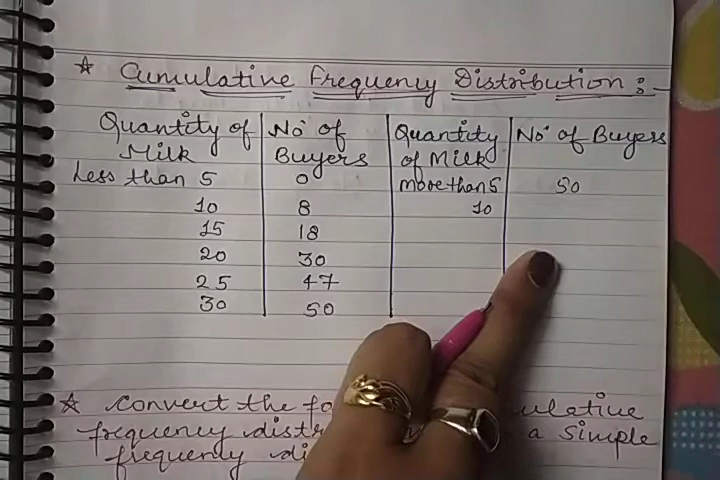 * Cumulative Frequency Distribution :-
Quantity of Milk | No of Buyers | Quantity of Milk | No of Buyers
Less than 5 | 0 | more than 5 | 50
10 | 8 | 10
15 | 18
20 | 30
25 | 47
30 | 50
* Convert the fo ulative
frequency distr a simple
frequency di